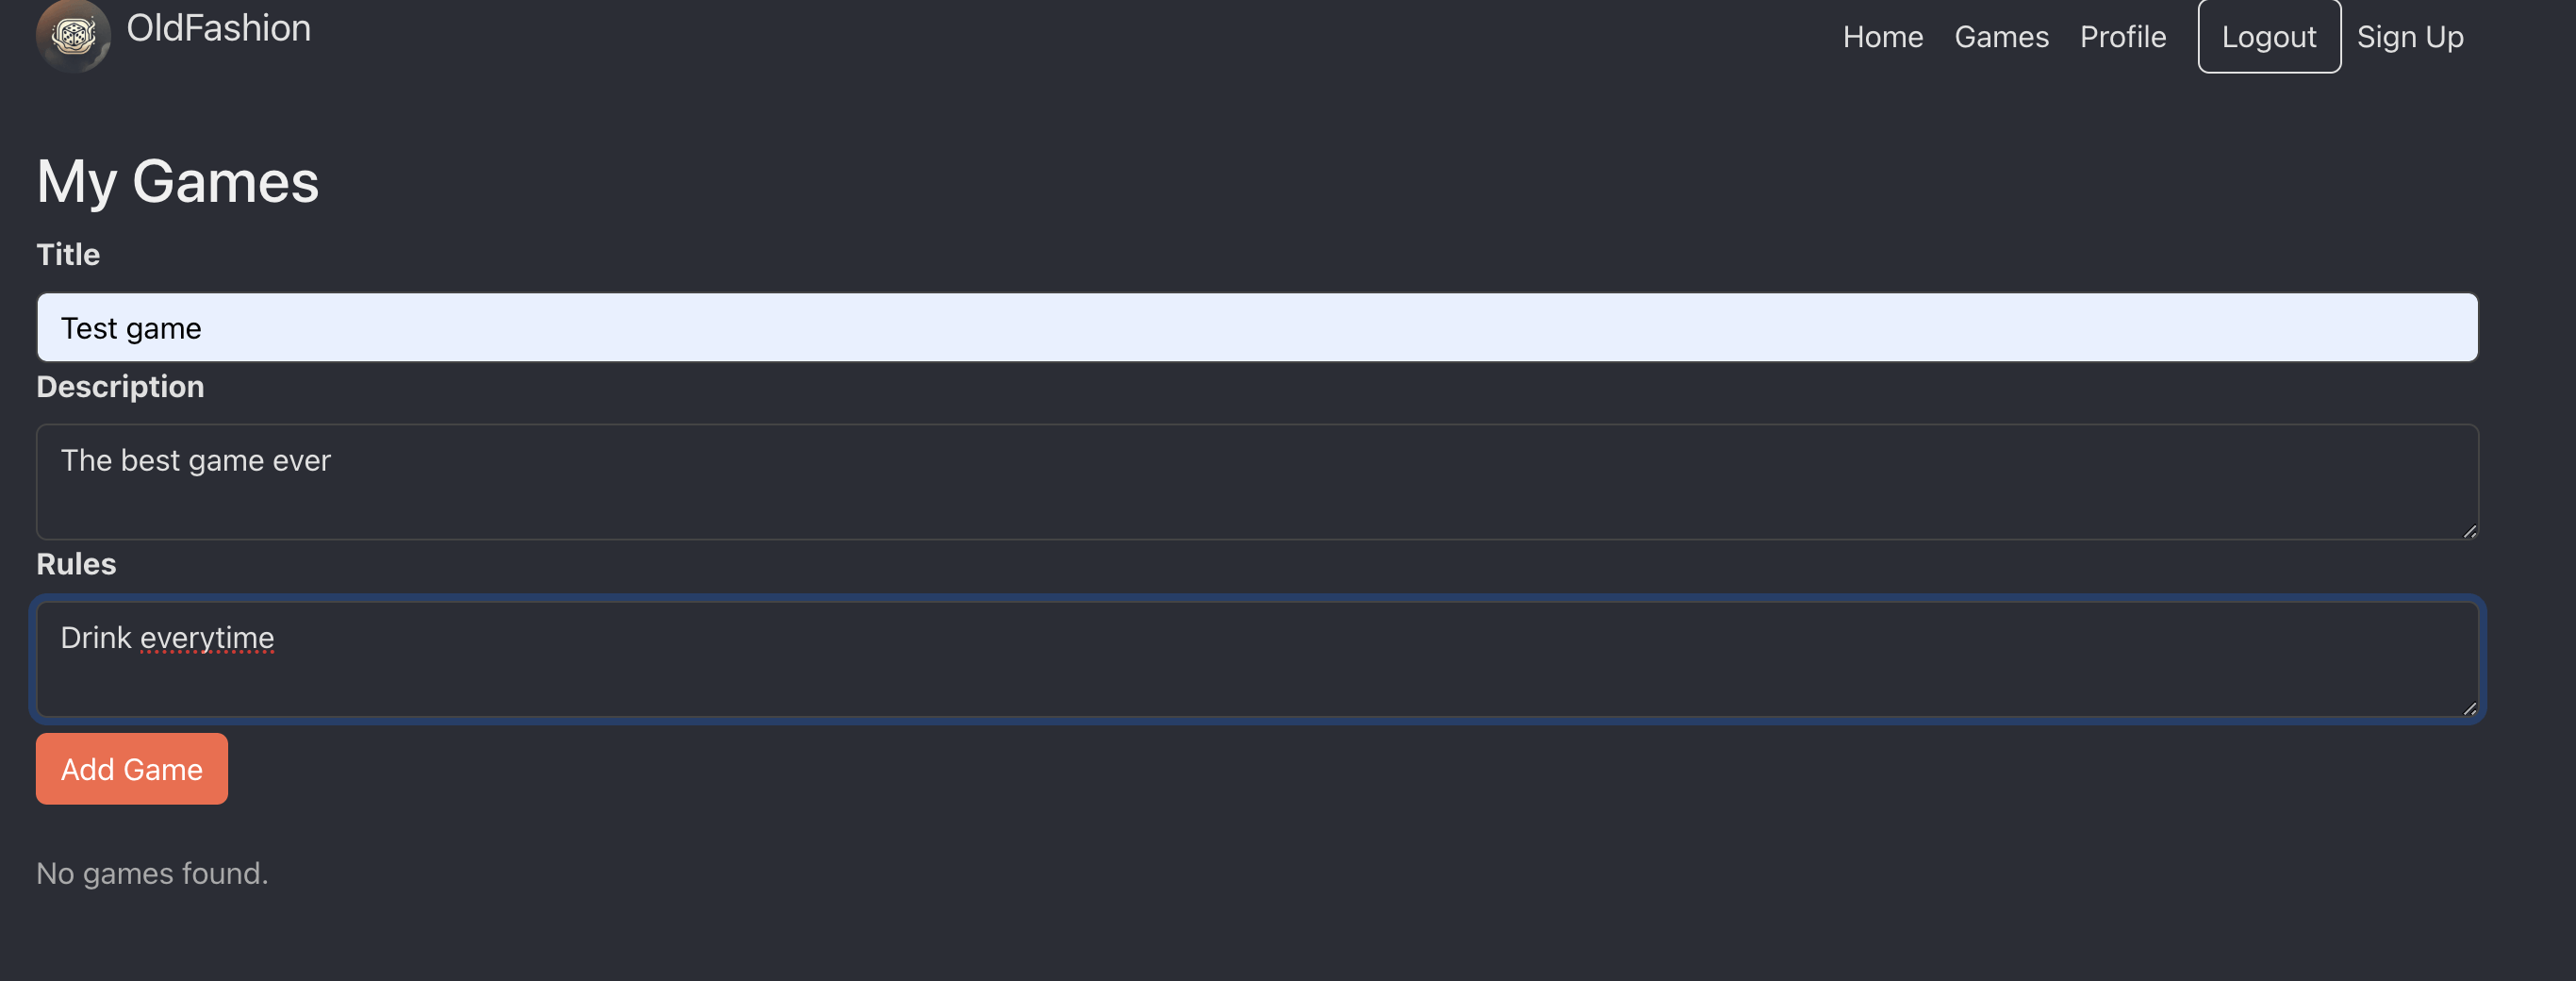 OldFashion
Home Games Profile Logout Sign Up
My Games
Title
Test game
Description
The best game ever
Rules
Drink everytime
Add Game
No games found.